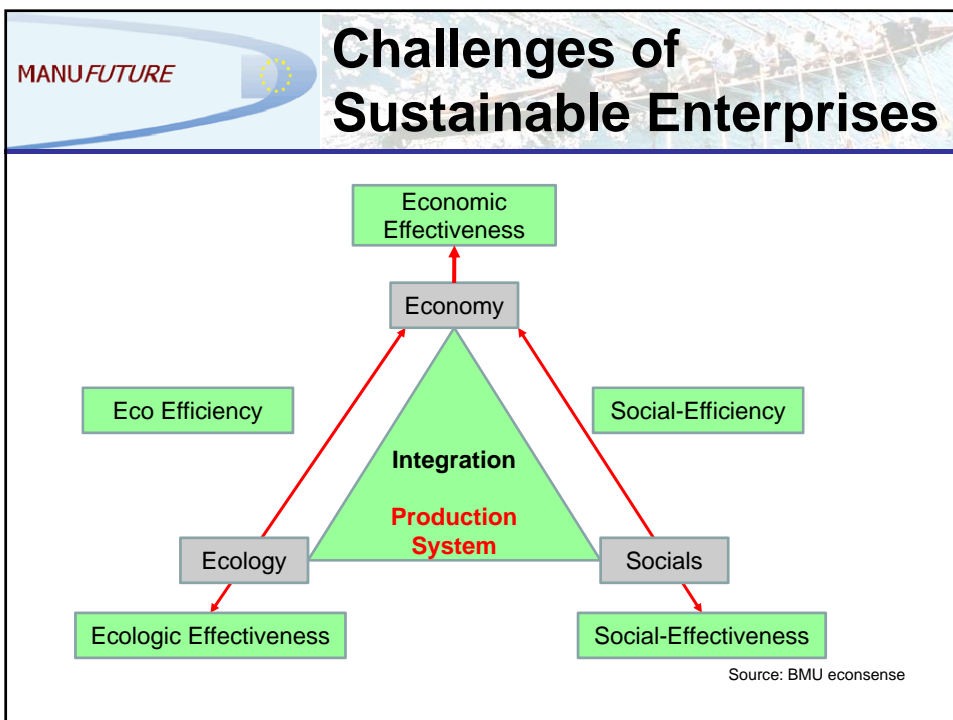 MANUFUTURE
Challenges of
Sustainable Enterprises
Economic
Effectiveness
Economy
Eco Efficiency
Social-Efficiency
Integration
Production
System
Ecology
Socials
Ecologic Effectiveness
Social-Effectiveness
Source: BMU econsense